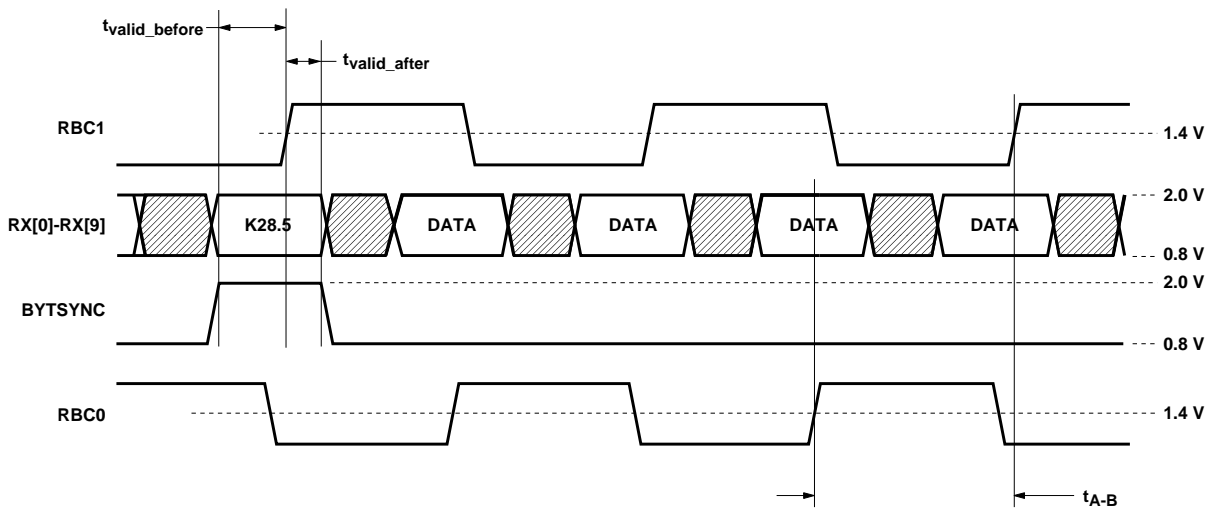 tvalid_before
tvalid_after
RBC1
1.4 V
2.0 V
RX[0]-RX[9]
K28.5 DATA DATA DATA DATA
0.8 V
2.0 V
BYTSYNC
0.8 V
RBC0
1.4 V
tA-B